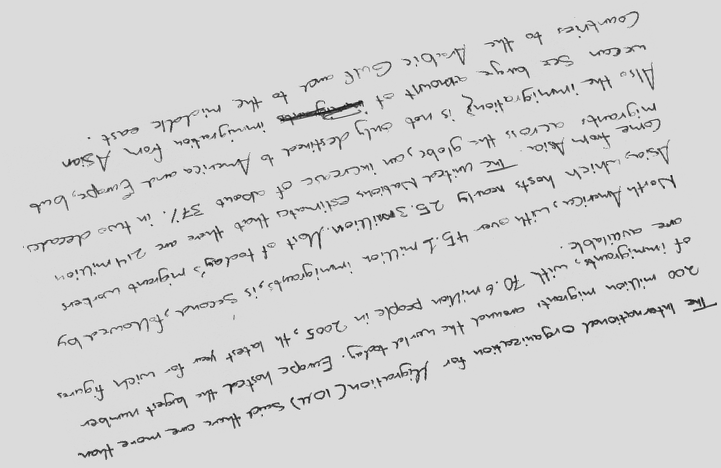 The International Organization for Migration (IOM) said there are more than
200 million migrants around the world today. Europe hosted the largest number
of immigrants, with 70.6 million people in 2005, th latest year for wich figures
are available.
North America, with over 45.1 million immigrants, is second, followed by
Asia, which hosts nearly 25.3 million. Most of today's migrant workers
come from Asia. The United Nations estimates that there are 214 million
migrants across the globe, an increase of about 37% in two decades.
Also the immigration is not only destined to America and Europe, but
we can see large amount of immigration from Asian
Countries to the Arabic Gulf and to the middle east.